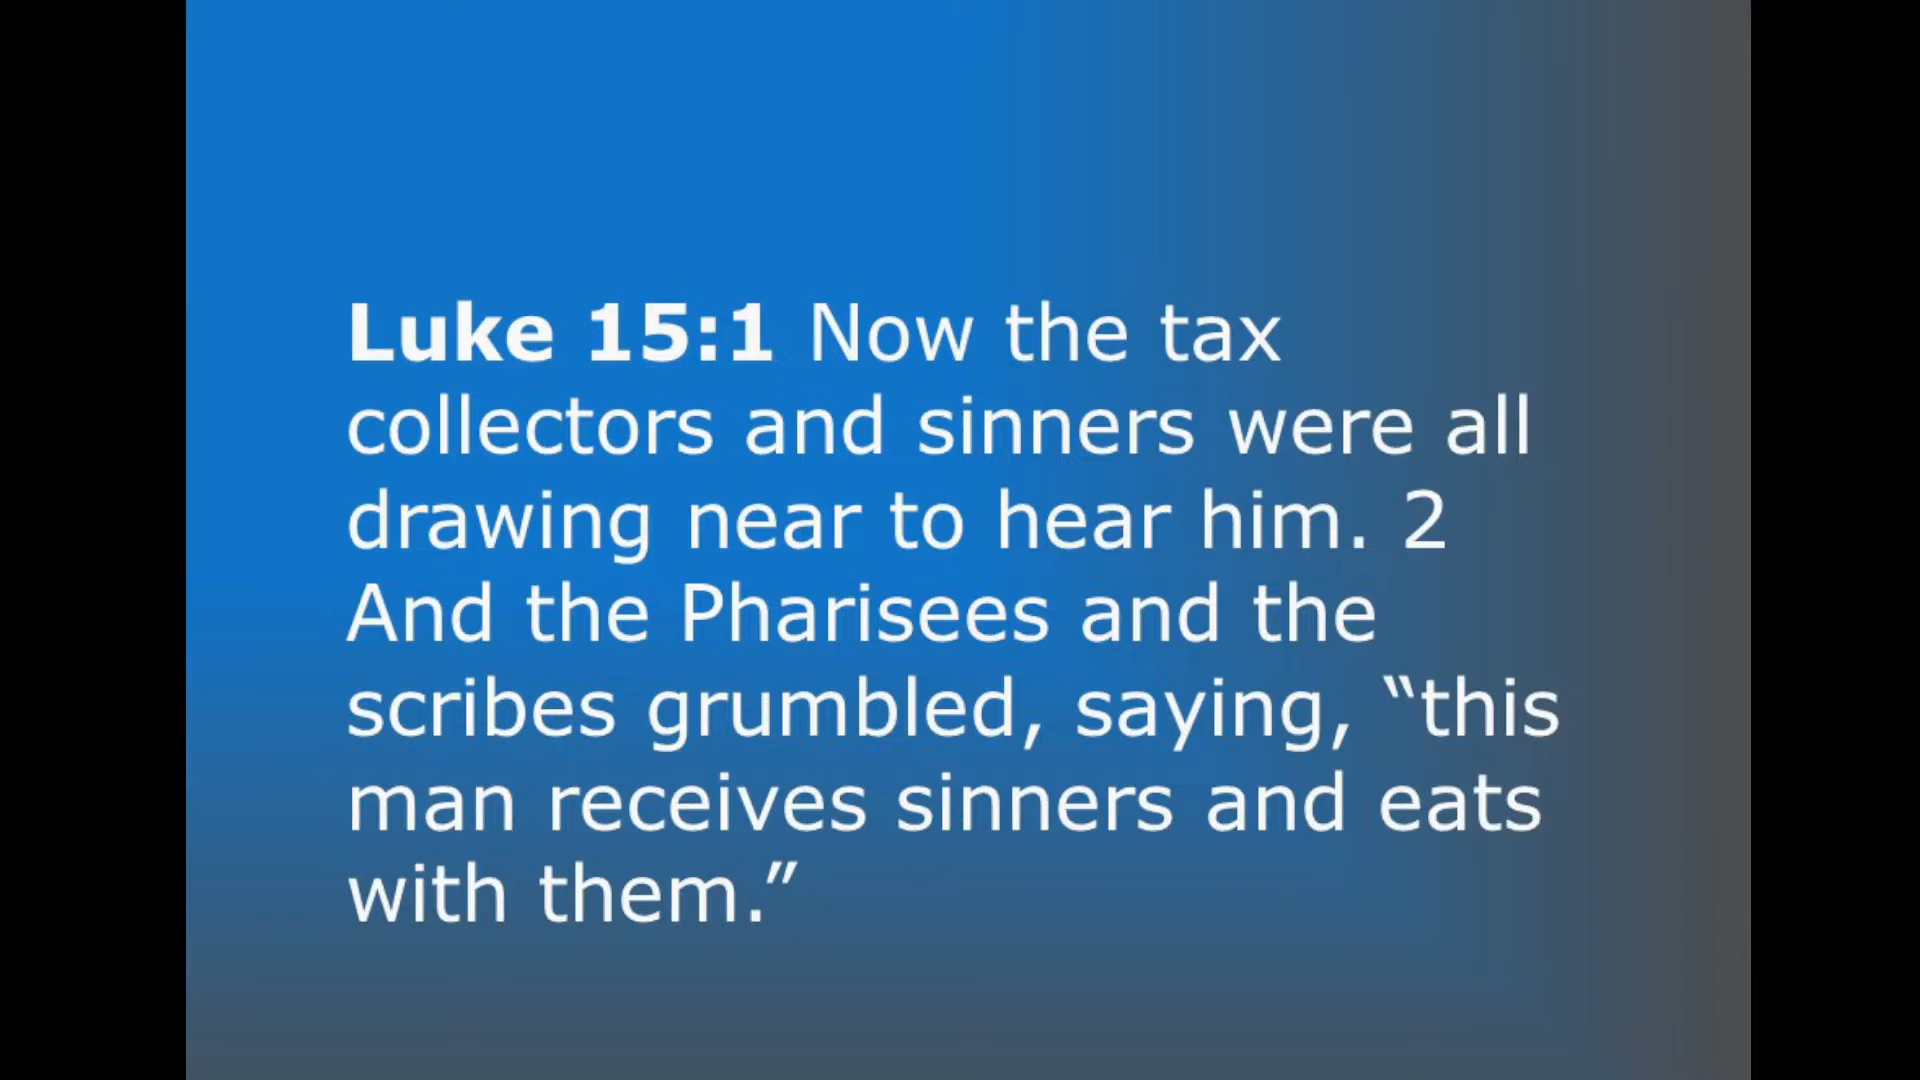 Luke 15:1 Now the tax
collectors and sinners were all
drawing near to hear him. 2
And the Pharisees and the
scribes grumbled, saying, “this
man receives sinners and eats
with them.”